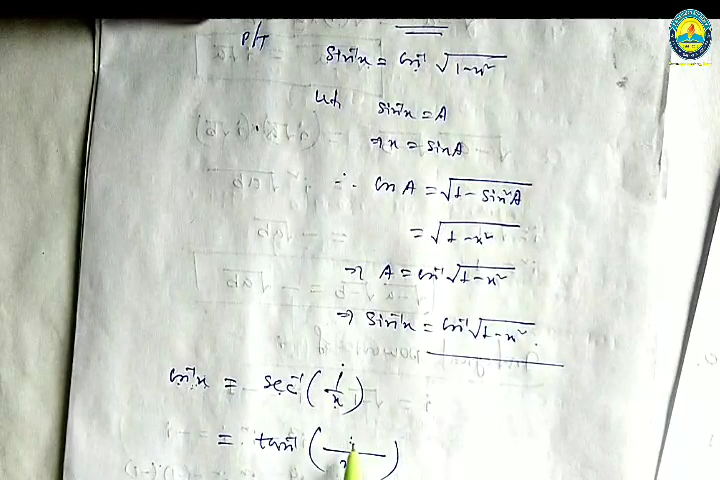 P/T
sin⁻¹x = cos⁻¹ √1-x²
Let sin⁻¹x = A
⇒ x = sinA
∴ cos A = √1-sin²A
= √1-x²
⇒ A = cos⁻¹ √1-x²
⇒ sin⁻¹x = cos⁻¹ √1-x².
cos⁻¹x = sec⁻¹ (1/x)
= tan⁻¹ (